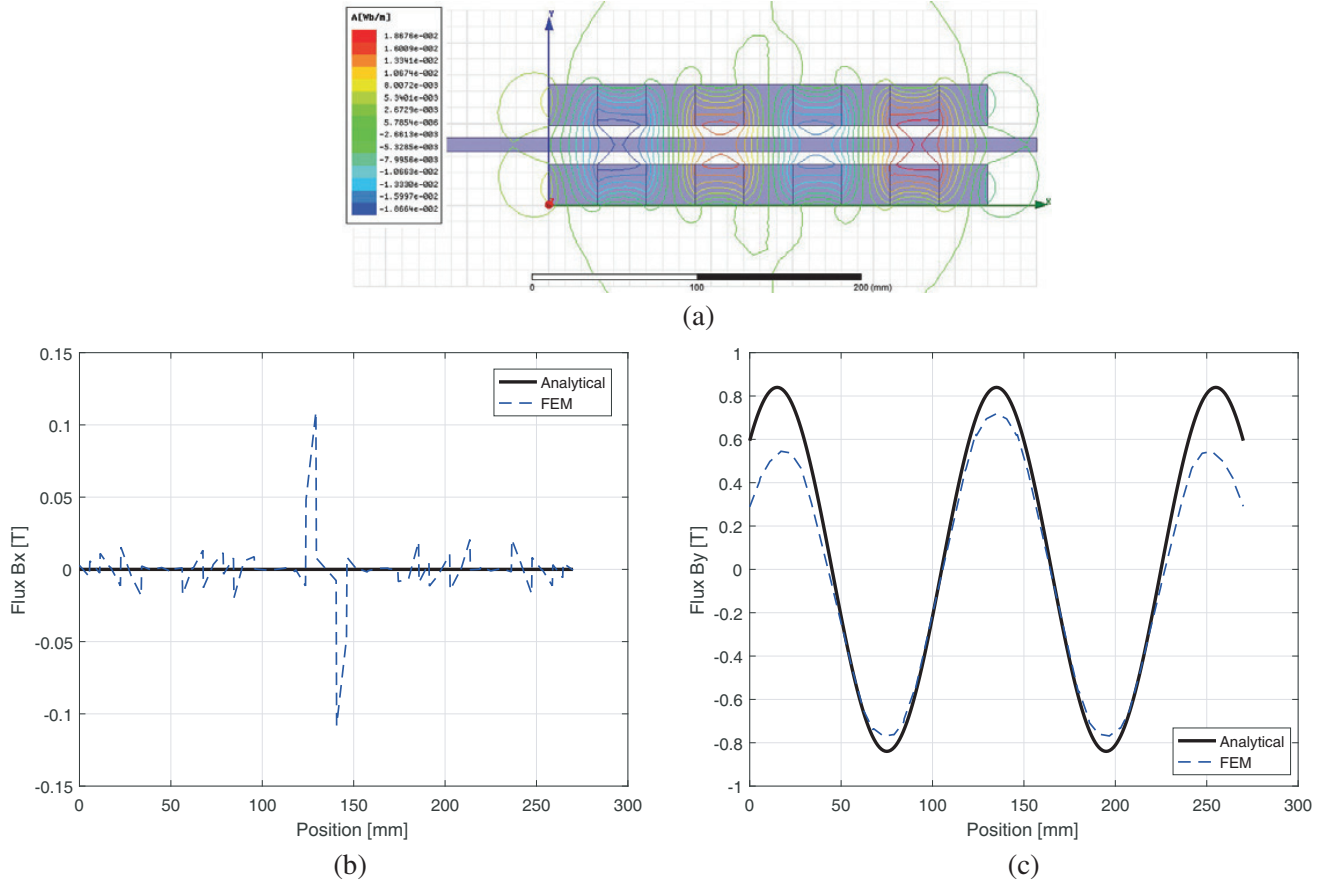 A[Wb/m]
1.8676e-002
1.6009e-002
1.3341e-002
1.0674e-002
8.0072e-003
5.3401e-003
2.6729e-003
5.7854e-006
-2.6613e-003
-5.3285e-003
-7.9956e-003
-1.0663e-002
-1.3330e-002
-1.5997e-002
-1.8664e-002
Y
X
0 100 200 (mm)
(a)
Analytical
FEM
Flux Bx [T]
0.15
0.1
0.05
0
-0.05
-0.1
-0.15
0 50 100 150 200 250 300
Position [mm]
(b)
Flux By [T]
1
0.8
0.6
0.4
0.2
0
-0.2
-0.4
-0.6
-0.8
-1
Analytical
FEM
0 50 100 150 200 250 300
Position [mm]
(c)